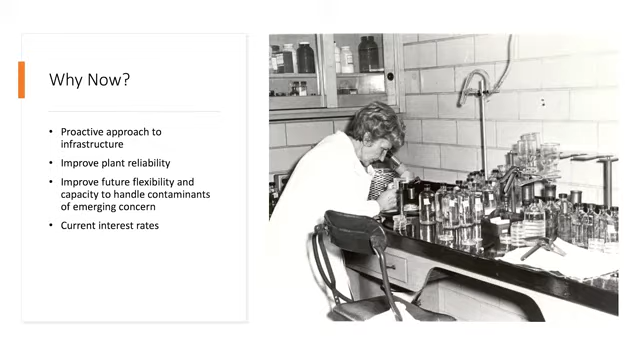 Why Now?
• Proactive approach to
infrastructure
• Improve plant reliability
• Improve future flexibility and
capacity to handle contaminants
of emerging concern
• Current interest rates